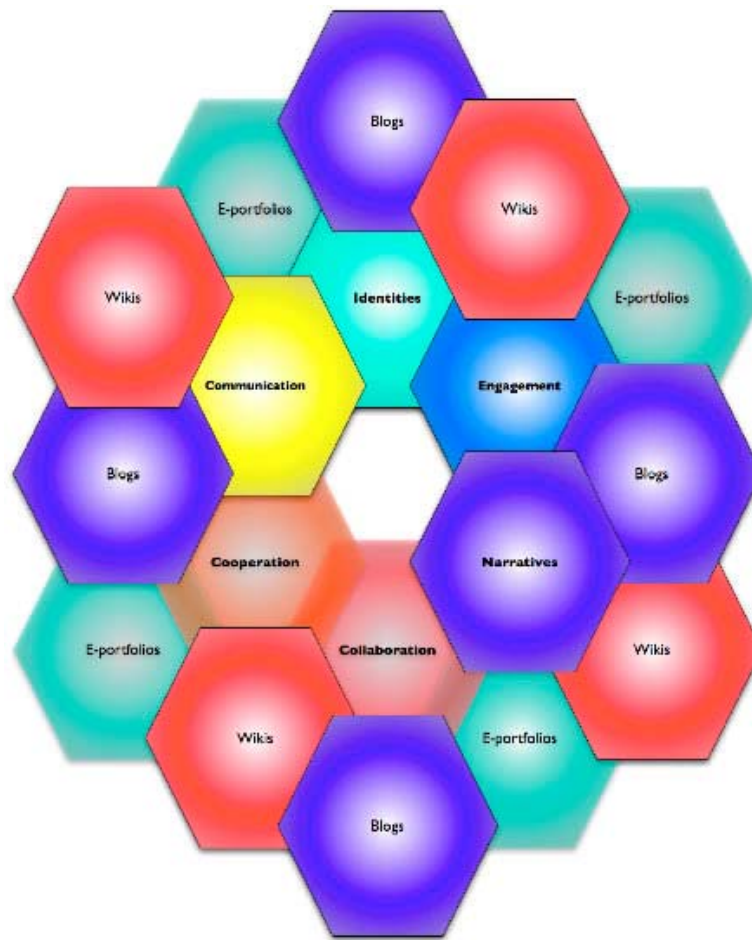 Blogs
E-portfolios
Wikis
Wikis
Identities
E-portfolios
Communication
Engagement
Blogs
Blogs
Cooperation
Narratives
E-portfolios
Collaboration
Wikis
Wikis
E-portfolios
Blogs